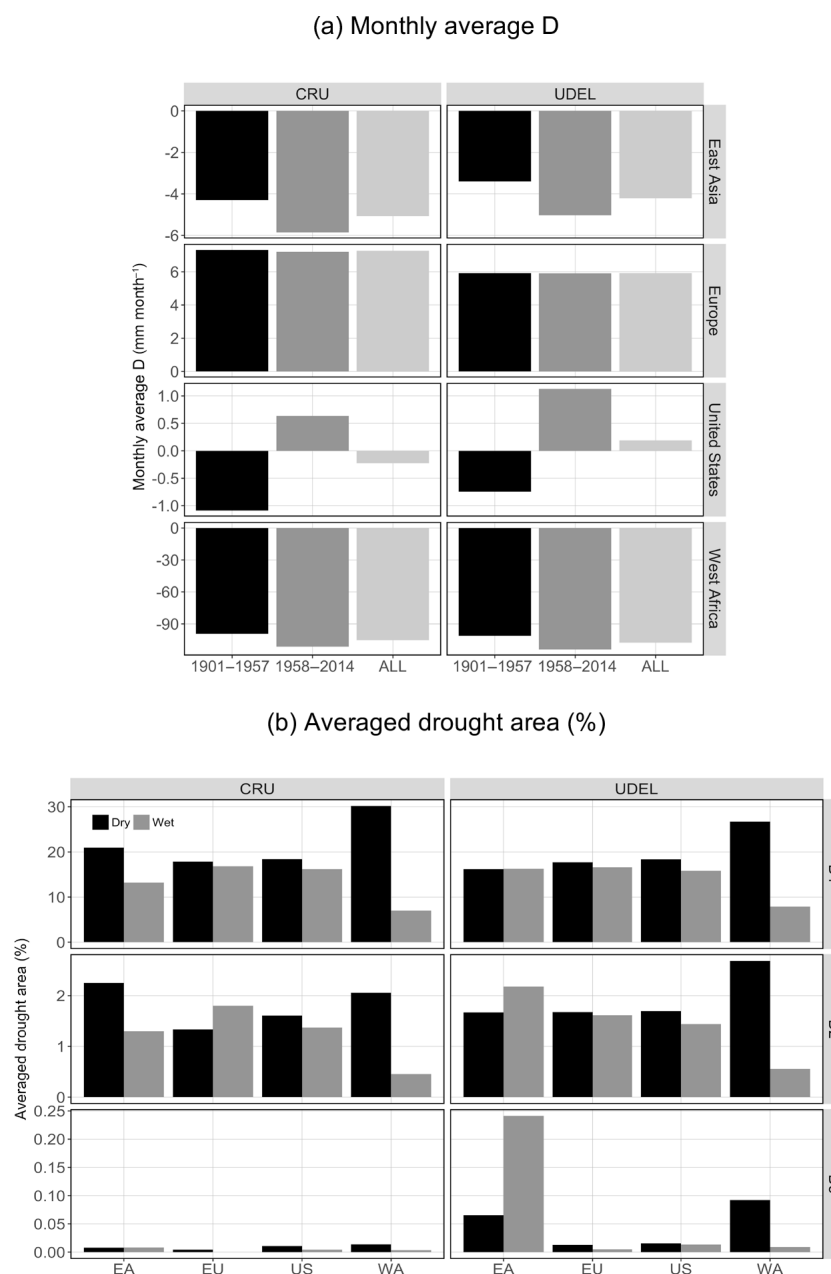 (a) Monthly average D
CRU
UDEL
0
-2
-4
-6
East Asia
6
4
2
0
Europe
1.0
0.5
0.0
-0.5
-1.0
United States
0
-30
-60
-90
West Africa
Monthly average D (mm month⁻¹)
1901–1957
1958–2014
ALL
1901–1957
1958–2014
ALL
(b) Averaged drought area (%)
CRU
UDEL
Dry
Wet
30
20
10
0
2
1
0
0.25
0.20
0.15
0.10
0.05
0.00
Averaged drought area (%)
EA
EU
US
WA
EA
EU
US
WA